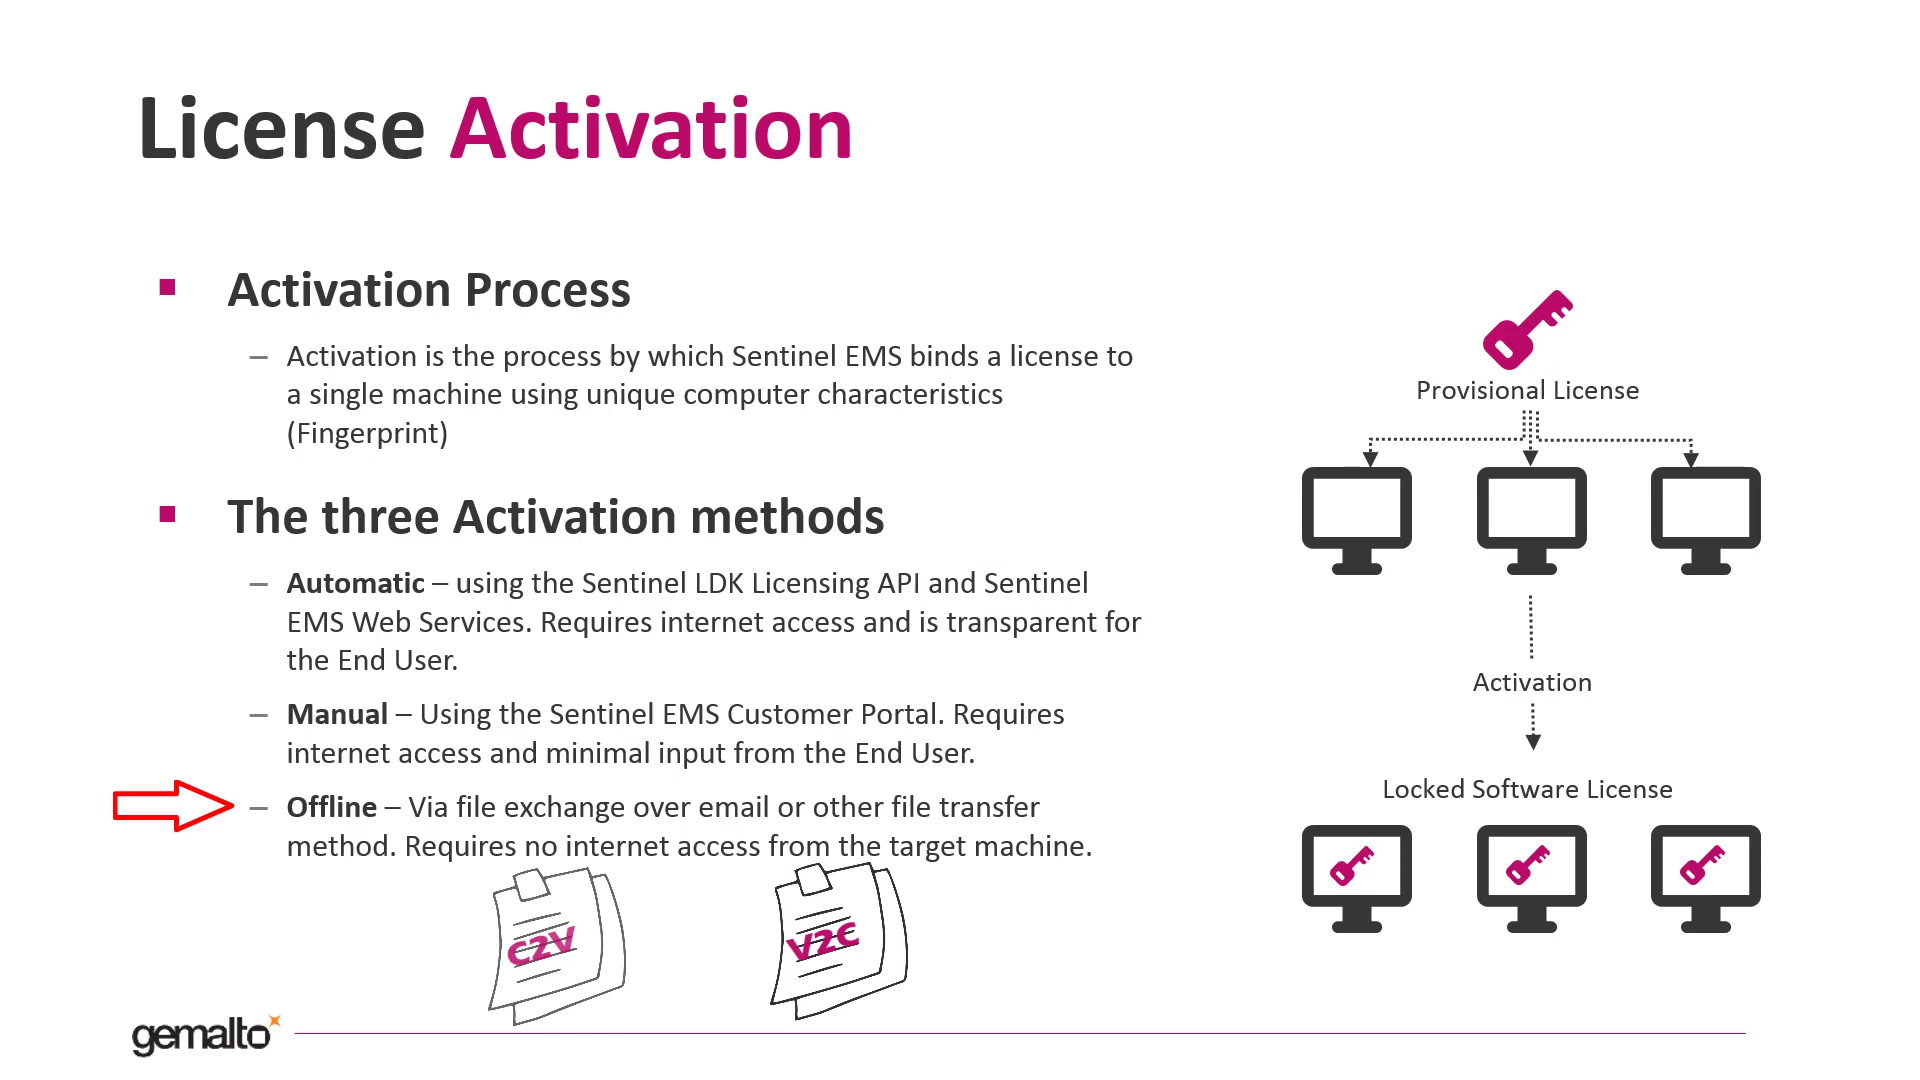 License Activation
Activation Process
– Activation is the process by which Sentinel EMS binds a license to
a single machine using unique computer characteristics
(Fingerprint)
The three Activation methods
– Automatic – using the Sentinel LDK Licensing API and Sentinel
EMS Web Services. Requires internet access and is transparent for
the End User.
– Manual – Using the Sentinel EMS Customer Portal. Requires
internet access and minimal input from the End User.
– Offline – Via file exchange over email or other file transfer
method. Requires no internet access from the target machine.
C2V
V2C
Provisional License
Activation
Locked Software License
gemalto